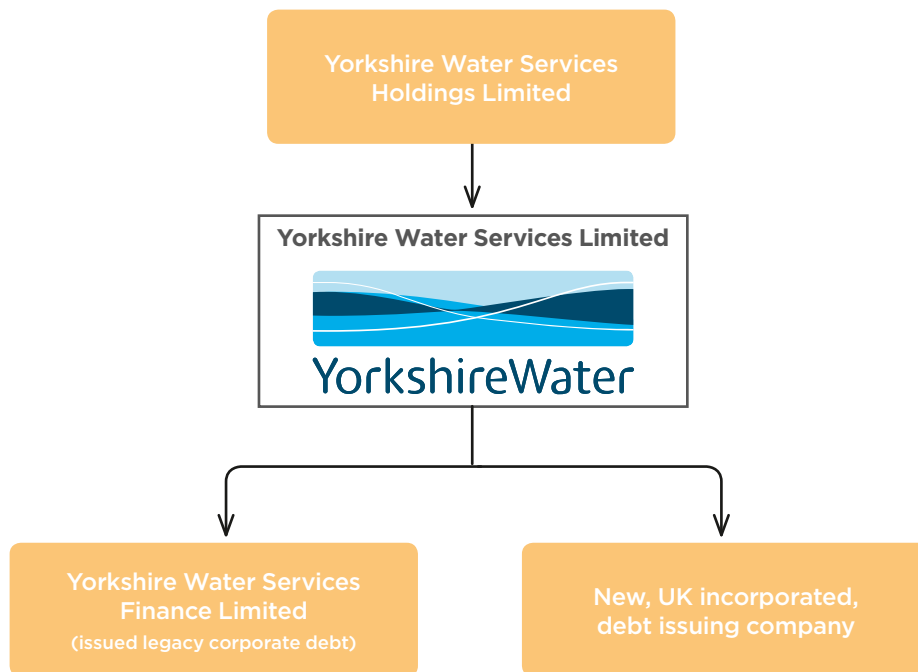 Yorkshire Water Services
Holdings Limited
Yorkshire Water Services Limited
YorkshireWater
Yorkshire Water Services
Finance Limited
(issued legacy corporate debt)
New, UK incorporated,
debt issuing company